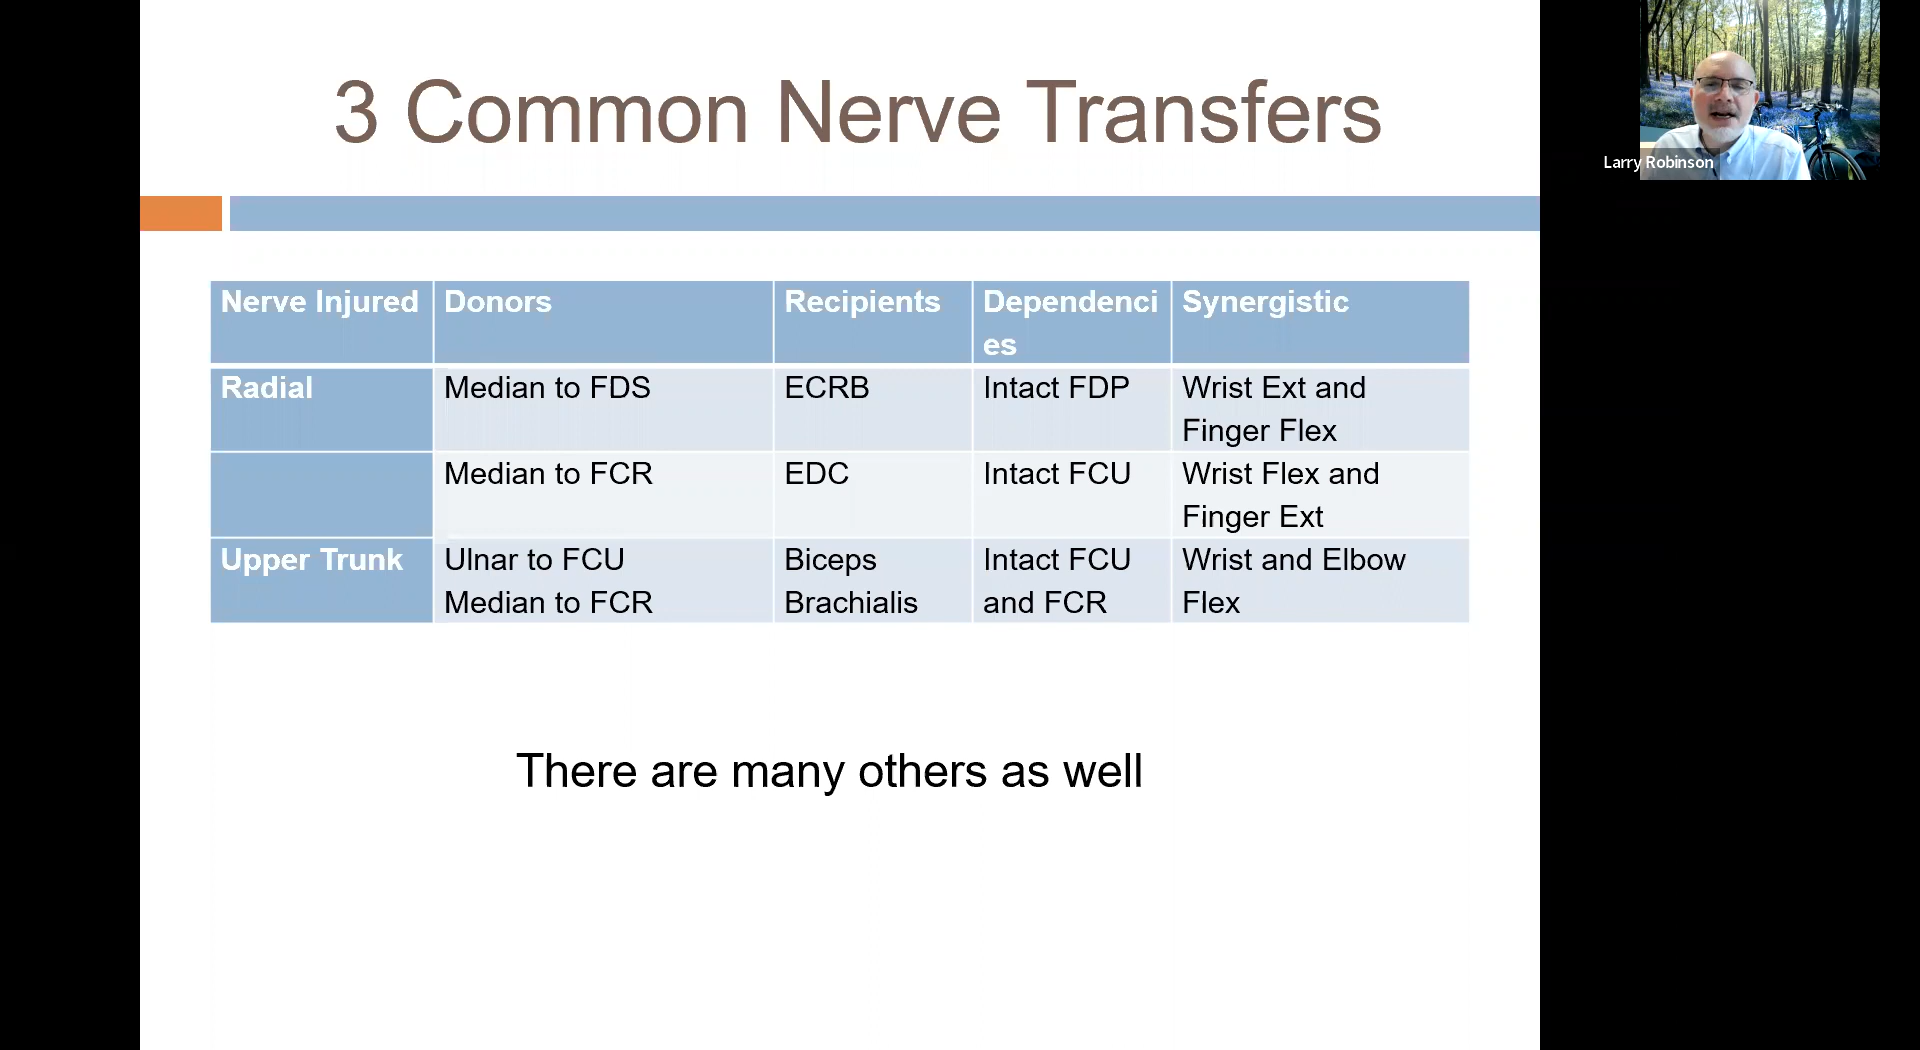 3 Common Nerve Transfers
Larry Robinson
Nerve Injured Donors Recipients Dependenci Synergistic
es
Radial Median to FDS ECRB Intact FDP Wrist Ext and
Finger Flex
Median to FCR EDC Intact FCU Wrist Flex and
Finger Ext
Upper Trunk Ulnar to FCU Biceps Intact FCU Wrist and Elbow
Median to FCR Brachialis and FCR Flex
There are many others as well